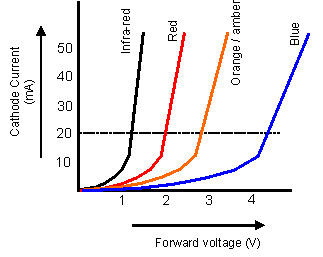 Cathode Current
(mA)
50
40
30
20
10
Infra-red
Red
Orange / amber
Blue
1 2 3 4
Forward voltage (V)